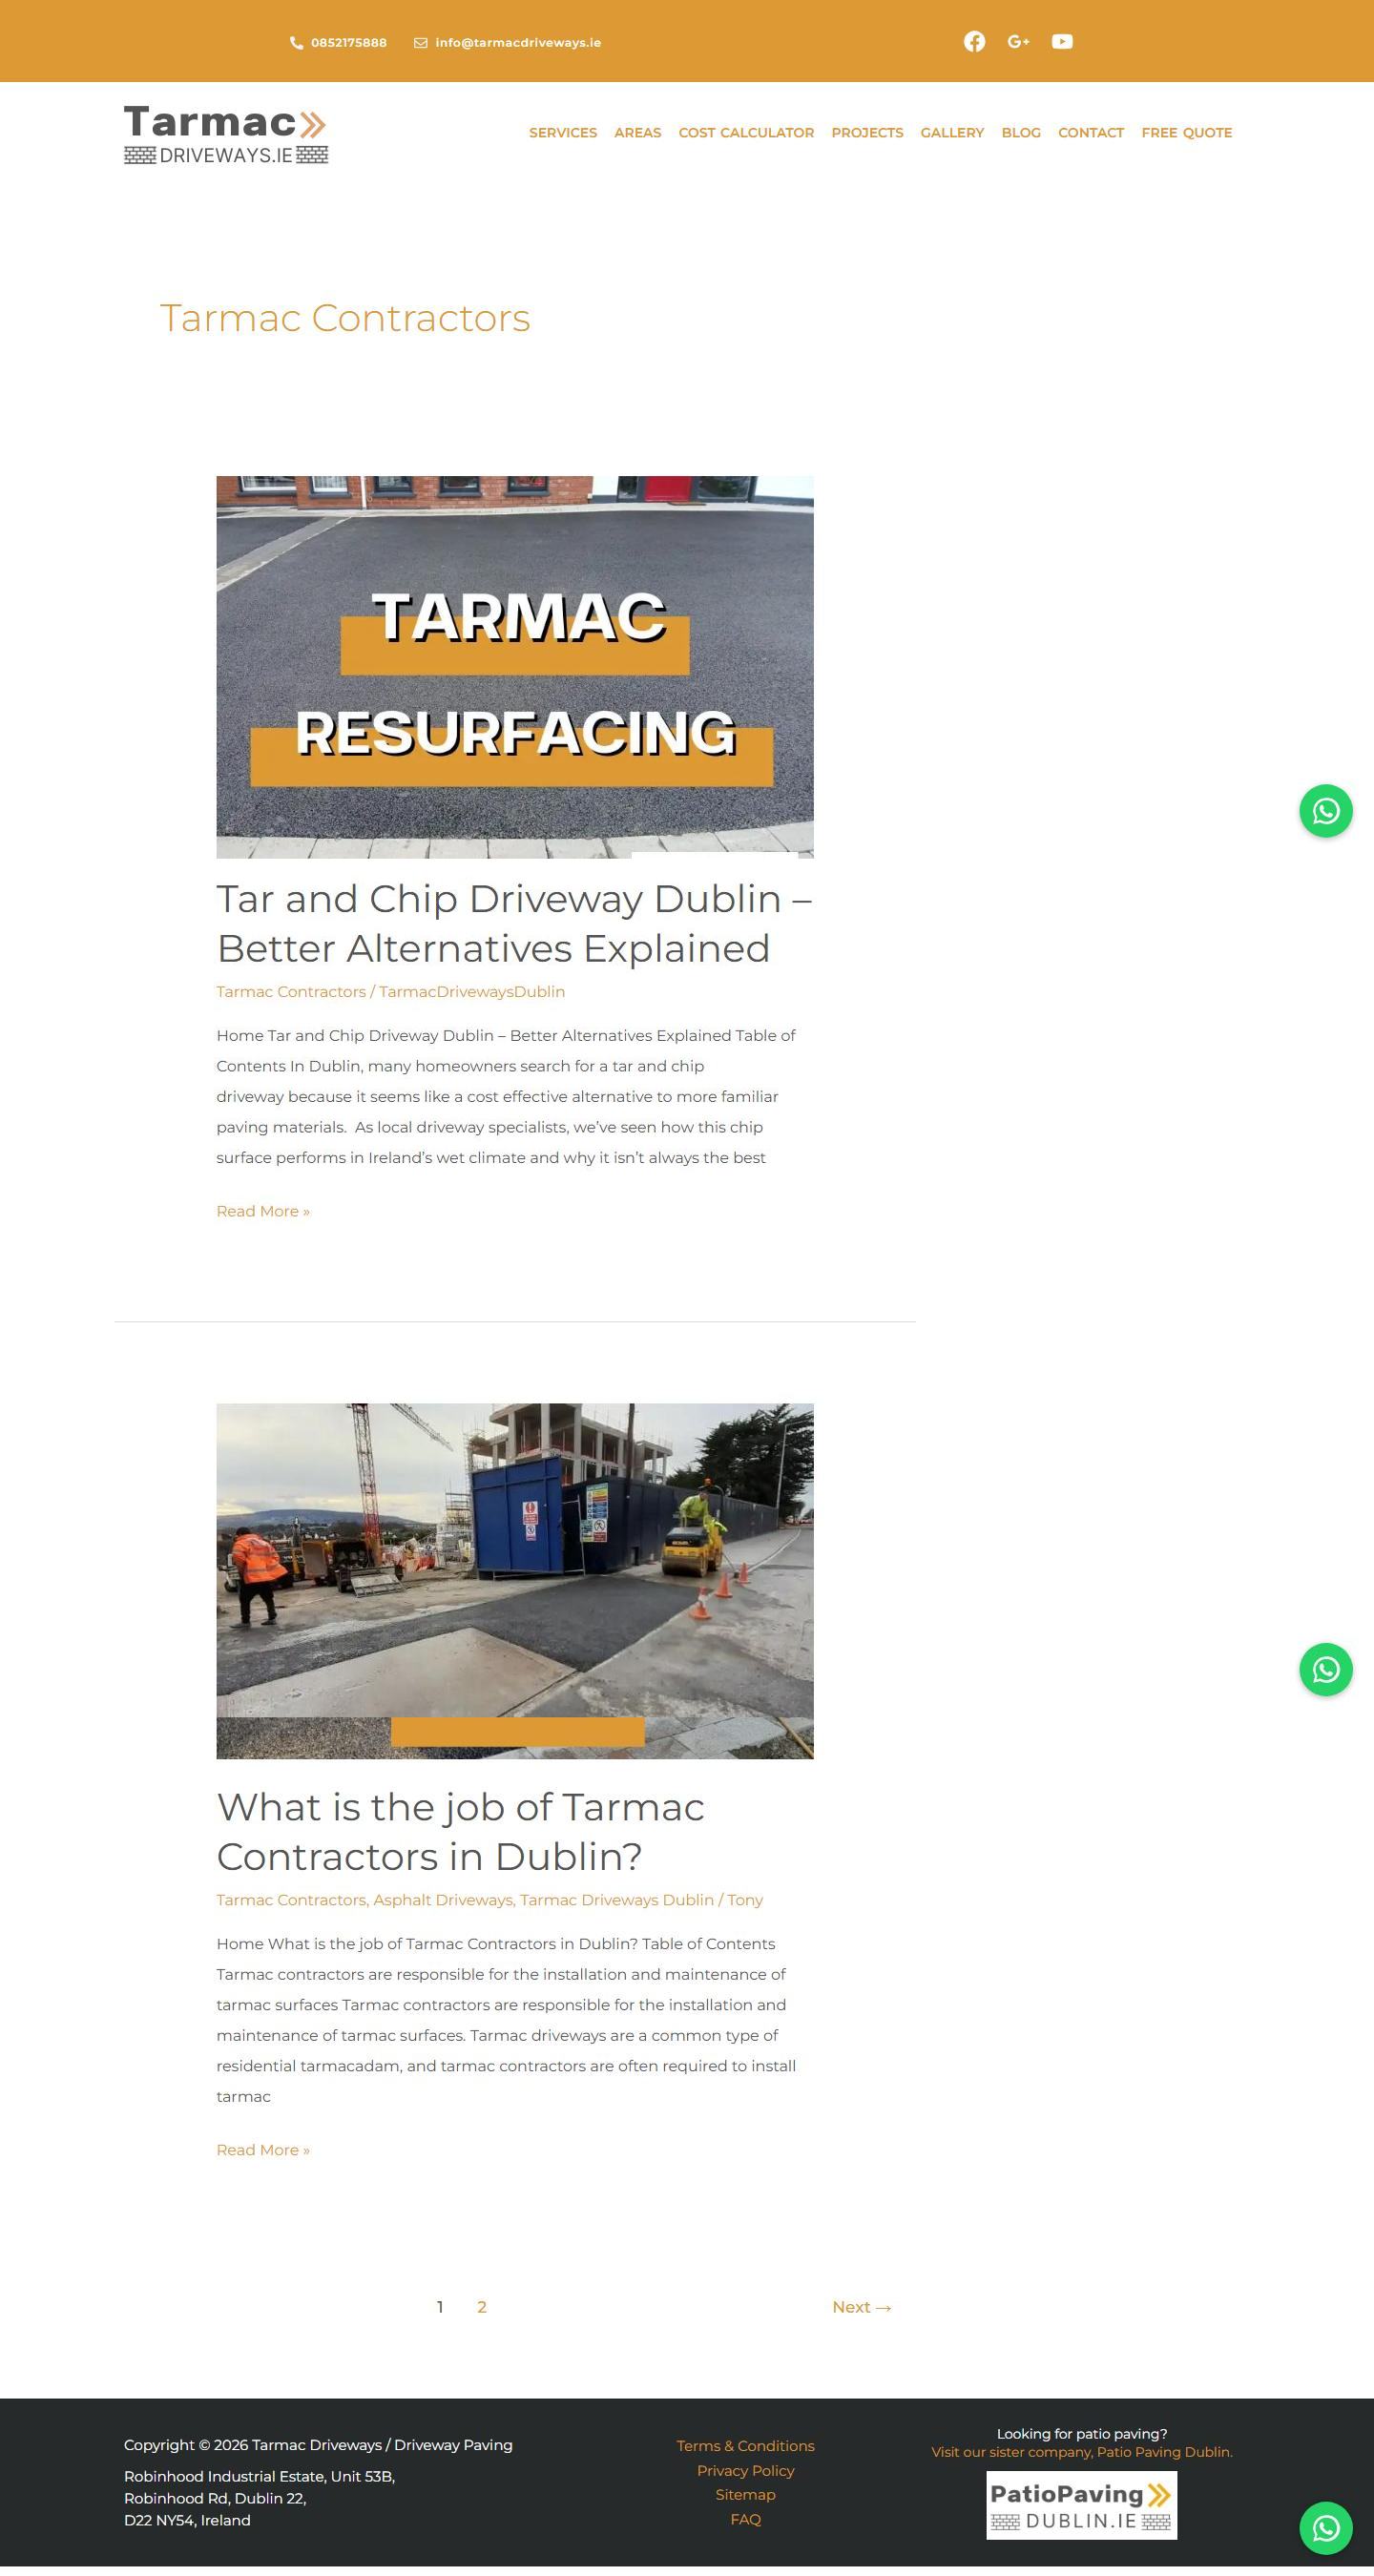 0852175888
info@tarmacdriveways.ie
Tarmac
DRIVEWAYS.IE
SERVICES AREAS COST CALCULATOR PROJECTS GALLERY BLOG CONTACT FREE QUOTE
Tarmac Contractors
TARMAC
RESURFACING
Tar and Chip Driveway Dublin –
Better Alternatives Explained
Tarmac Contractors / TarmacDrivewaysDublin
Home Tar and Chip Driveway Dublin – Better Alternatives Explained Table of
Contents In Dublin, many homeowners search for a tar and chip
driveway because it seems like a cost effective alternative to more familiar
paving materials.  As local driveway specialists, we’ve seen how this chip
surface performs in Ireland’s wet climate and why it isn’t always the best
Read More »
What is the job of Tarmac
Contractors in Dublin?
Tarmac Contractors, Asphalt Driveways, Tarmac Driveways Dublin / Tony
Home What is the job of Tarmac Contractors in Dublin? Table of Contents
Tarmac contractors are responsible for the installation and maintenance of
tarmac surfaces Tarmac contractors are responsible for the installation and
maintenance of tarmac surfaces. Tarmac driveways are a common type of
residential tarmacadam, and tarmac contractors are often required to install
tarmac
Read More »
1 2 Next →
Copyright © 2026 Tarmac Driveways / Driveway Paving
Robinhood Industrial Estate, Unit 53B,
Robinhood Rd, Dublin 22,
D22 NY54, Ireland
Terms & Conditions
Privacy Policy
Sitemap
FAQ
Looking for patio paving?
Visit our sister company, Patio Paving Dublin.
PatioPaving
DUBLIN.IE